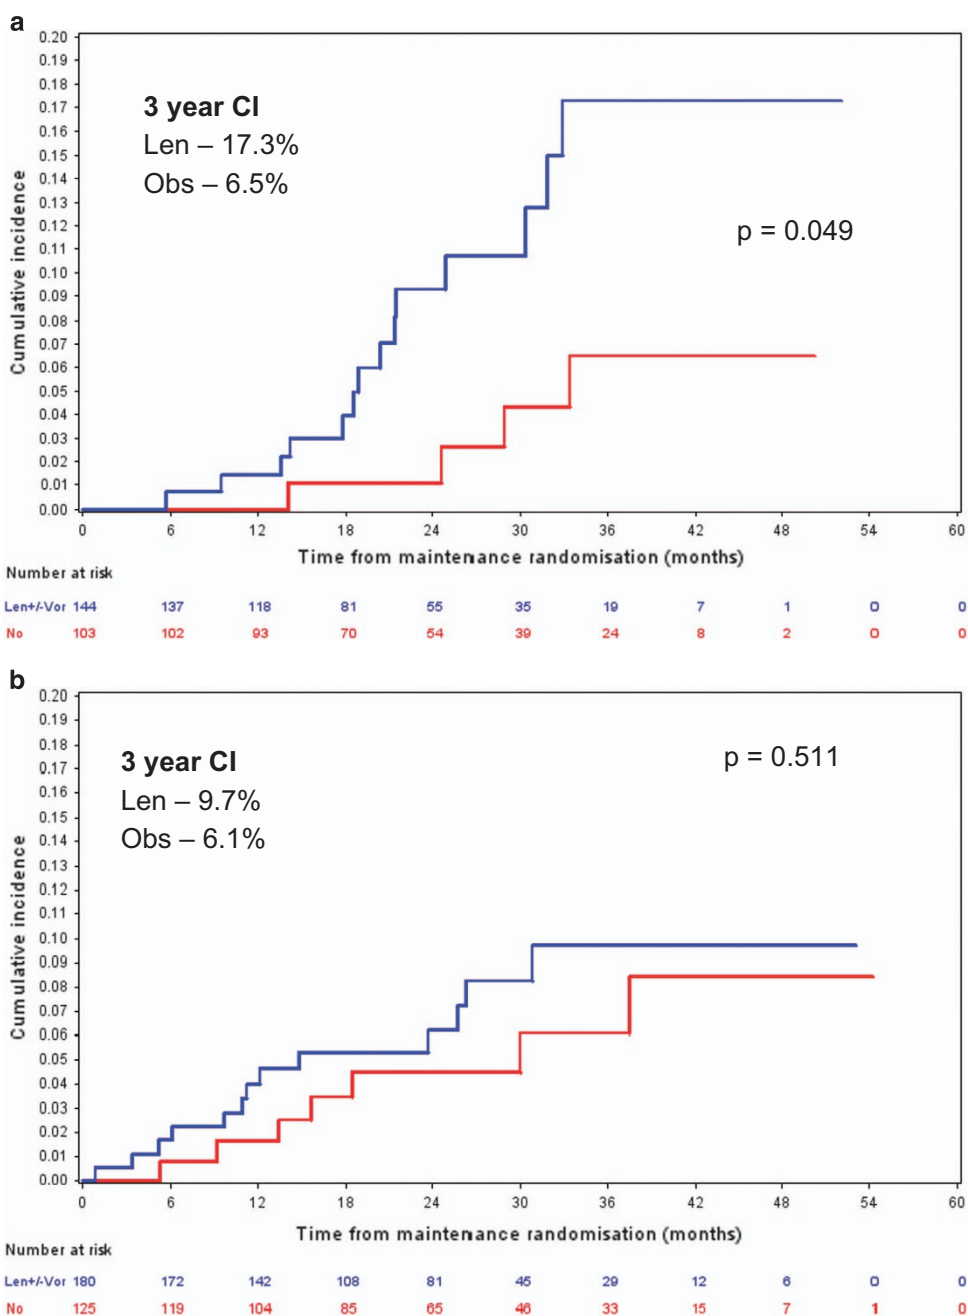 a
0.20
0.19
0.18
0.17
0.16
0.15
0.14
0.13
0.12
0.11
0.10
0.09
0.08
0.07
0.06
0.05
0.04
0.03
0.02
0.01
0.00
Cumulative incidence
3 year CI
Len – 17.3%
Obs – 6.5%
p = 0.049
0 6 12 18 24 30 36 42 48 54 60
Time from maintenance randomisation (months)
Number at risk
Len+/-Vor 144 137 118 81 55 35 19 7 1 0 0
No 103 102 93 70 54 39 24 8 2 0 0
b
0.20
0.19
0.18
0.17
0.16
0.15
0.14
0.13
0.12
0.11
0.10
0.09
0.08
0.07
0.06
0.05
0.04
0.03
0.02
0.01
0.00
Cumulative incidence
3 year CI
Len – 9.7%
Obs – 6.1%
p = 0.511
0 6 12 18 24 30 36 42 48 54 60
Time from maintenance randomisation (months)
Number at risk
Len+/-Vor 180 172 142 108 81 45 29 12 6 0 0
No 125 119 104 85 65 46 33 15 7 1 0